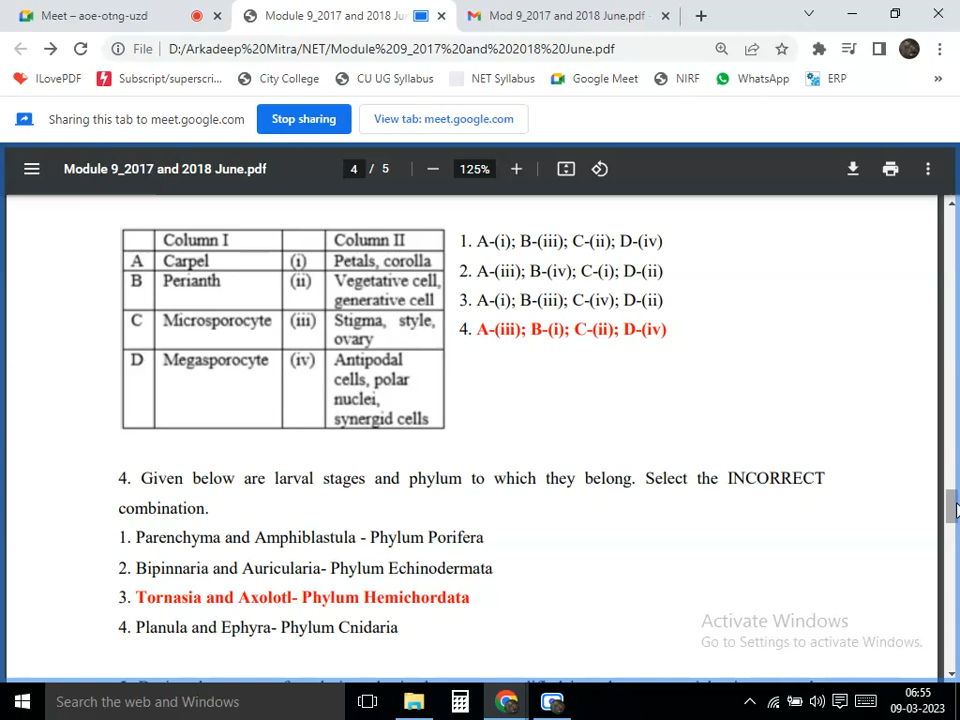 Meet – aoe-otng-uzd
Module 9_2017 and 2018 Ju
Mod 9_2017 and 2018 June.pdf -
File D:/Arkadeep%20Mitra/NET/Module%209_2017%20and%202018%20June.pdf
ILovePDF Subscript/superscri... City College CU UG Syllabus NET Syllabus Google Meet NIRF WhatsApp ERP »
Sharing this tab to meet.google.com Stop sharing View tab: meet.google.com
Module 9_2017 and 2018 June.pdf 4 / 5 125%
Column I Column II
A Carpel (i) Petals, corolla
B Perianth (ii) Vegetative cell,
generative cell
C Microsporocyte (iii) Stigma, style,
ovary
D Megasporocyte (iv) Antipodal
cells, polar
nuclei,
synergid cells
1. A-(i); B-(iii); C-(ii); D-(iv)
2. A-(iii); B-(iv); C-(i); D-(ii)
3. A-(i); B-(iii); C-(iv); D-(ii)
4. A-(iii); B-(i); C-(ii); D-(iv)
4. Given below are larval stages and phylum to which they belong. Select the INCORRECT
combination.
1. Parenchyma and Amphiblastula - Phylum Porifera
2. Bipinnaria and Auricularia- Phylum Echinodermata
3. Tornasia and Axolotl- Phylum Hemichordata
4. Planula and Ephyra- Phylum Cnidaria
Activate Windows
Go to Settings to activate Windows.
Search the web and Windows
06:55
09-03-2023